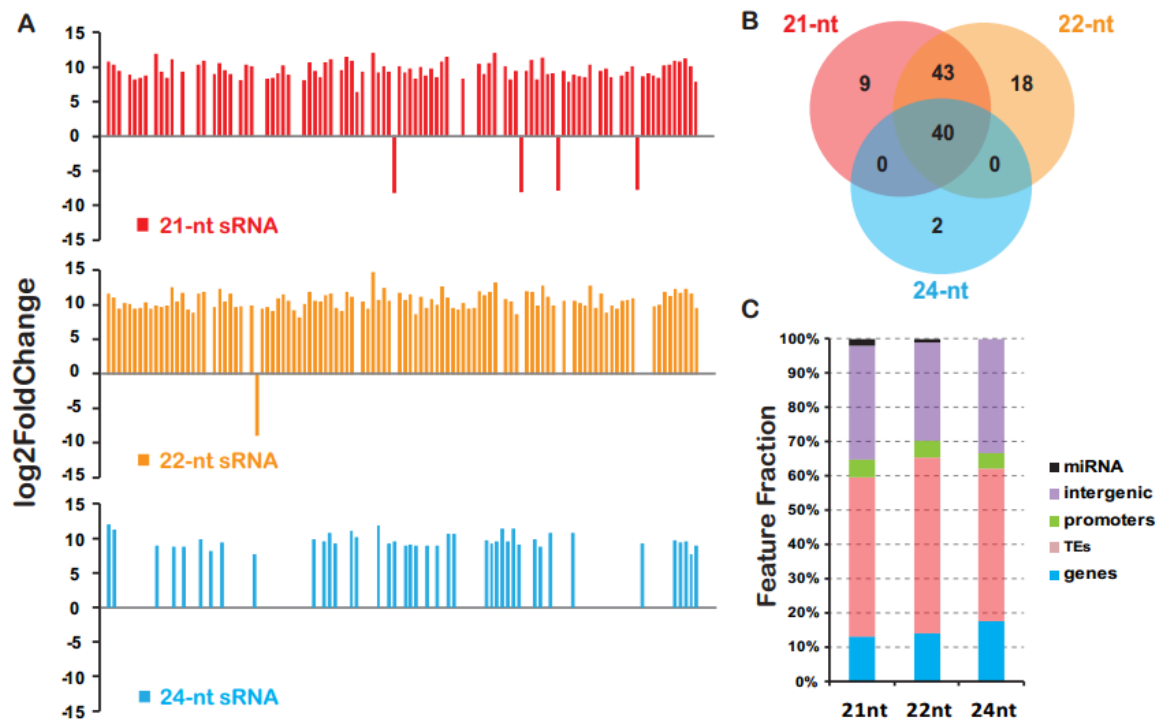 A
log2FoldChange
15
10
5
0
-5
-10
-15
21-nt sRNA
15
10
5
0
-5
-10
-15
22-nt sRNA
15
10
5
0
5
-10
-15
24-nt sRNA
B
21-nt
22-nt
9
43
18
40
0
0
2
24-nt
C
Feature Fraction
100%
90%
80%
70%
60%
50%
40%
30%
20%
10%
0%
21nt 22nt 24nt
miRNA
intergenic
promoters
TEs
genes